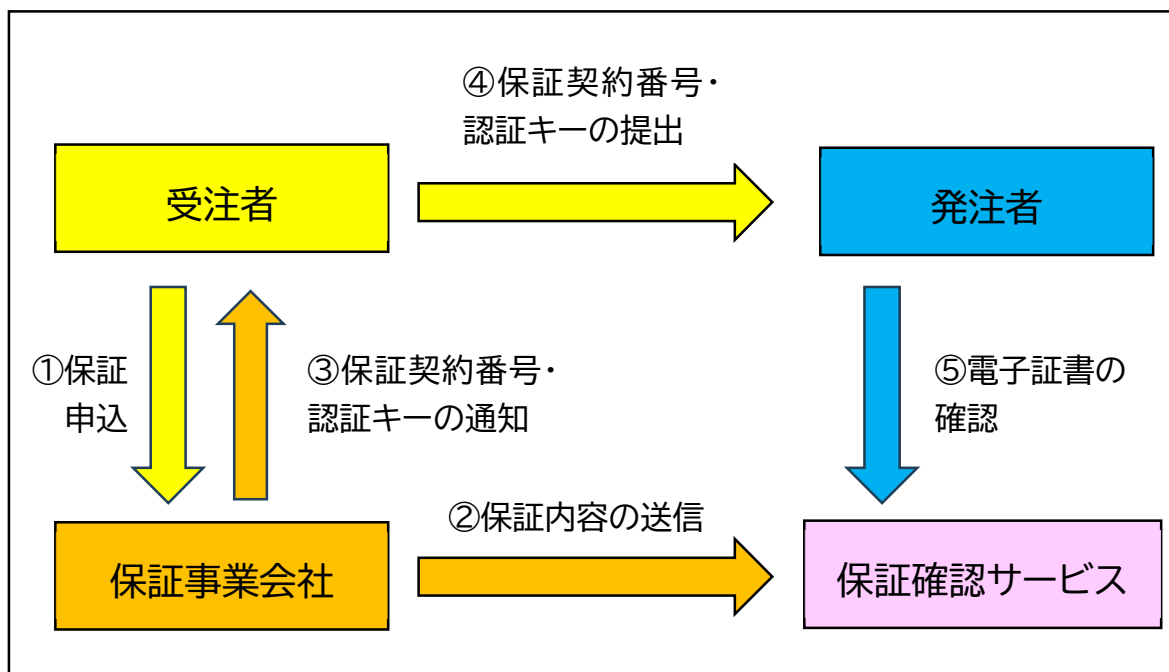 ④保証契約番号・
認証キーの提出
受注者
発注者
①保証
申込
③保証契約番号・
認証キーの通知
⑤電子証書の
確認
②保証内容の送信
保証事業会社
保証確認サービス